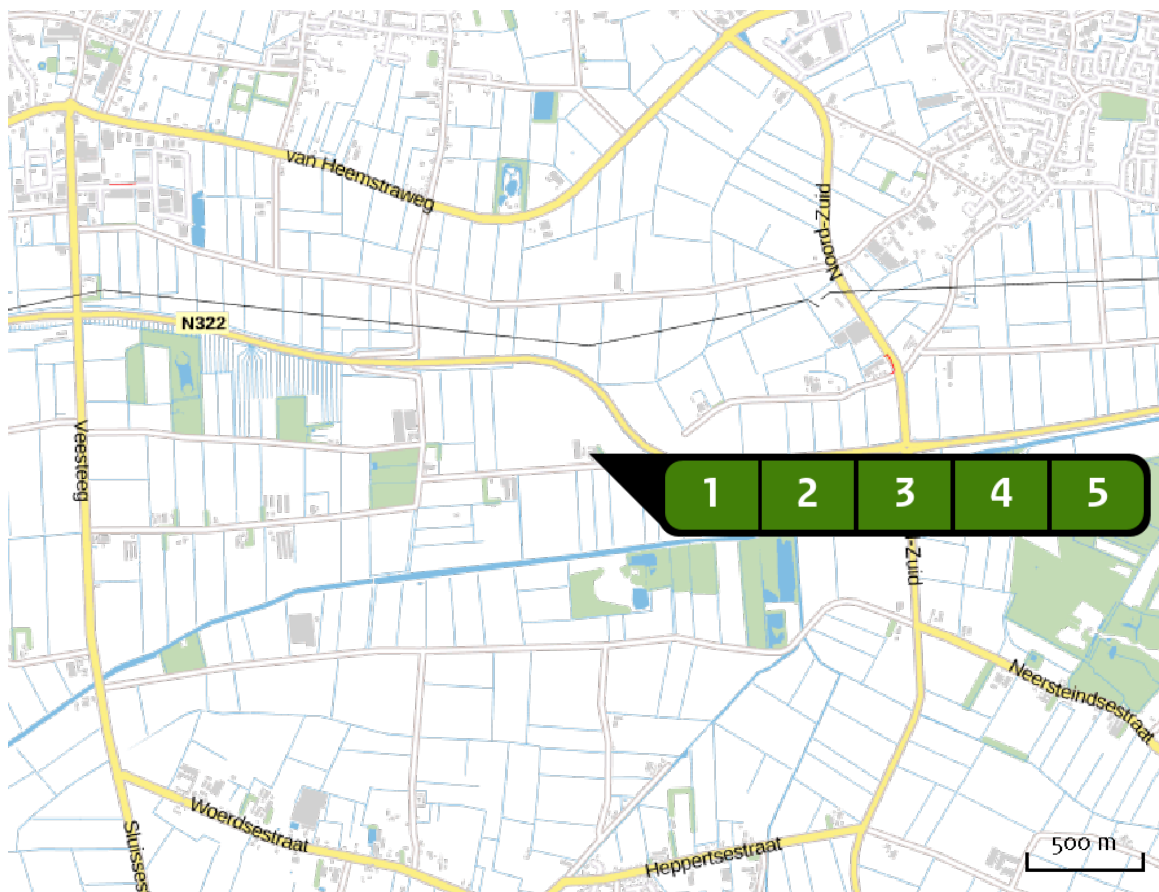 van Heemstraweg
Noord-Zuid
N322
Veesteeg
1 2 3 4 5
-Zuid
Neersteindsestraat
Woerdsestraat
Sluisses
Heppertsestraat
500 m